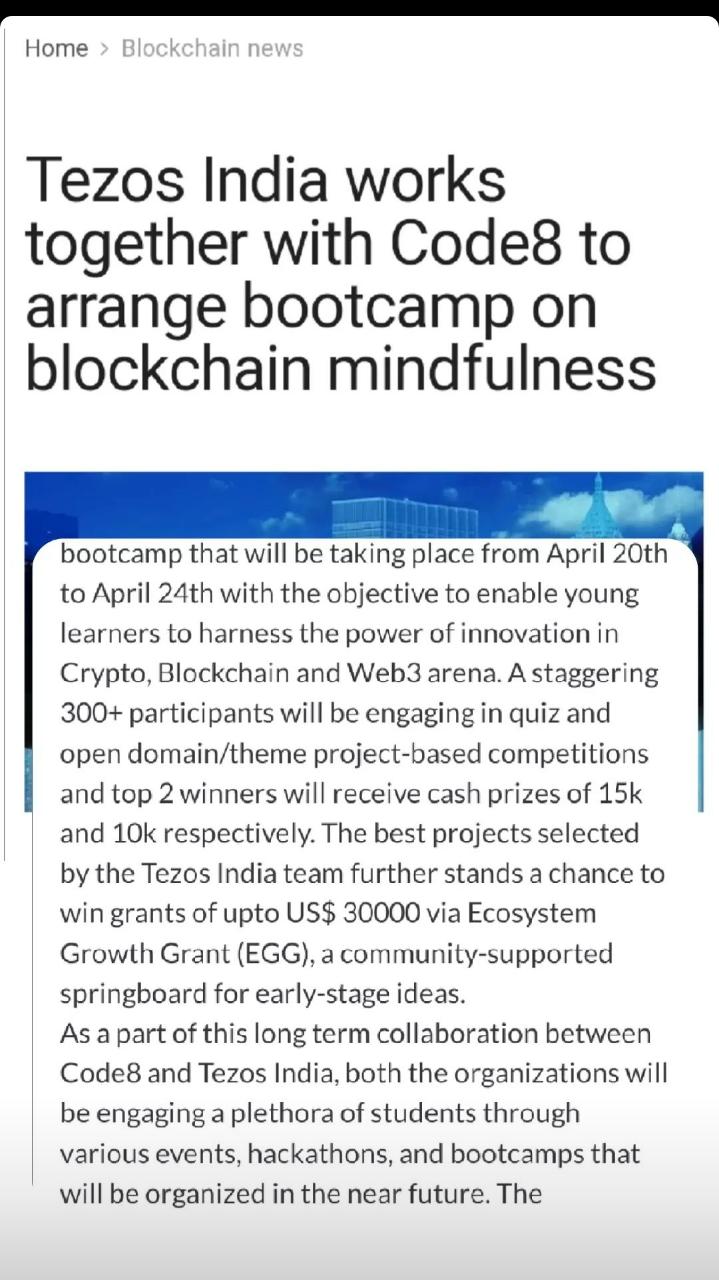 Home > Blockchain news
Tezos India works
together with Code8 to
arrange bootcamp on
blockchain mindfulness
bootcamp that will be taking place from April 20th
to April 24th with the objective to enable young
learners to harness the power of innovation in
Crypto, Blockchain and Web3 arena. A staggering
300+ participants will be engaging in quiz and
open domain/theme project-based competitions
and top 2 winners will receive cash prizes of 15k
and 10k respectively. The best projects selected
by the Tezos India team further stands a chance to
win grants of upto US$ 30000 via Ecosystem
Growth Grant (EGG), a community-supported
springboard for early-stage ideas.
As a part of this long term collaboration between
Code8 and Tezos India, both the organizations will
be engaging a plethora of students through
various events, hackathons, and bootcamps that
will be organized in the near future. The